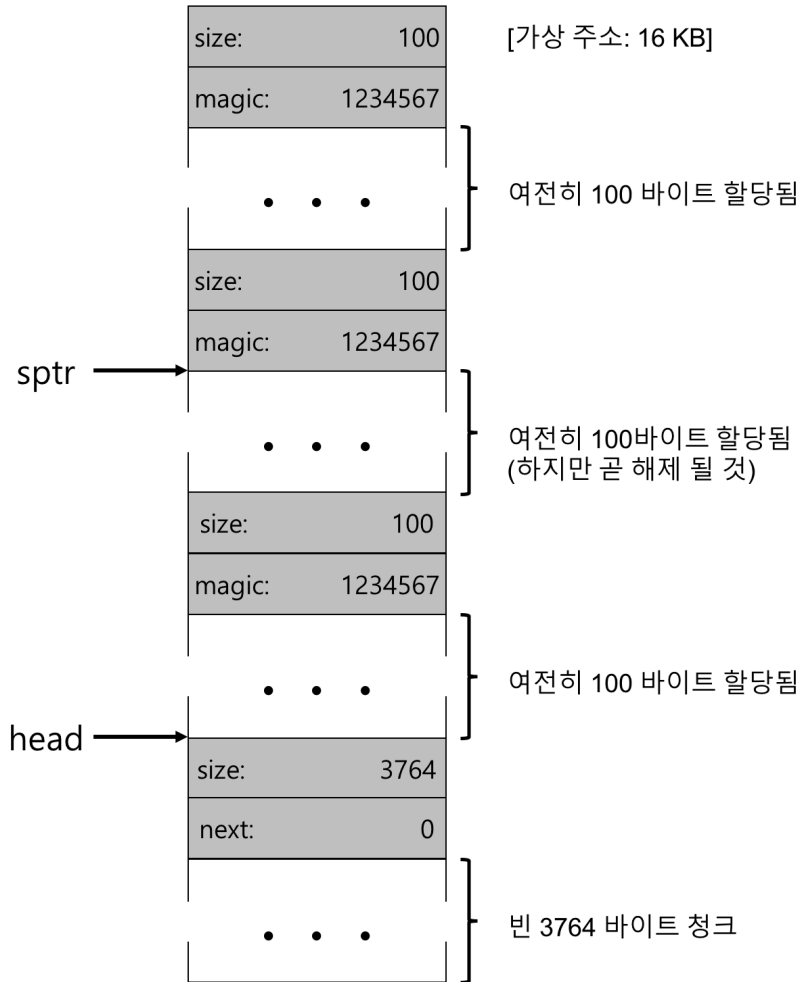 size: 100 [가상 주소: 16 KB]
magic: 1234567
여전히 100 바이트 할당됨
size: 100
magic: 1234567
sptr
여전히 100바이트 할당됨
(하지만 곧 해제 될 것)
size: 100
magic: 1234567
여전히 100 바이트 할당됨
head
size: 3764
next: 0
빈 3764 바이트 청크